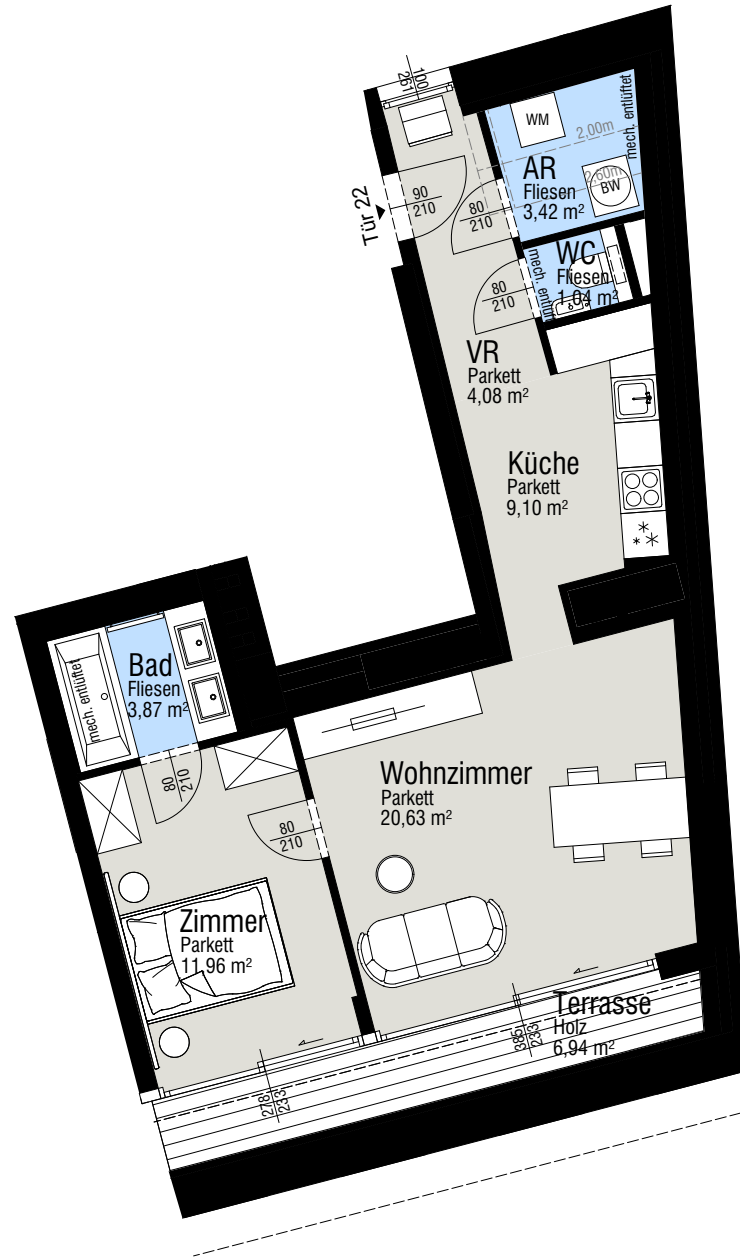 100
261
WM
2,00m
mech. entlüftet
AR
Fliesen
3,42 m²
2,60m
BW
Tür 22
90
210
80
210
WC
Fliesen
1,04 m²
mech. entlüft
80
210
VR
Parkett
4,08 m²
Küche
Parkett
9,10 m²
Bad
Fliesen
3,87 m²
mech. entlüftet
80
210
Wohnzimmer
Parkett
20,63 m²
80
210
Zimmer
Parkett
11,96 m²
Terrasse
Holz
6,94 m²
386
233
278
233